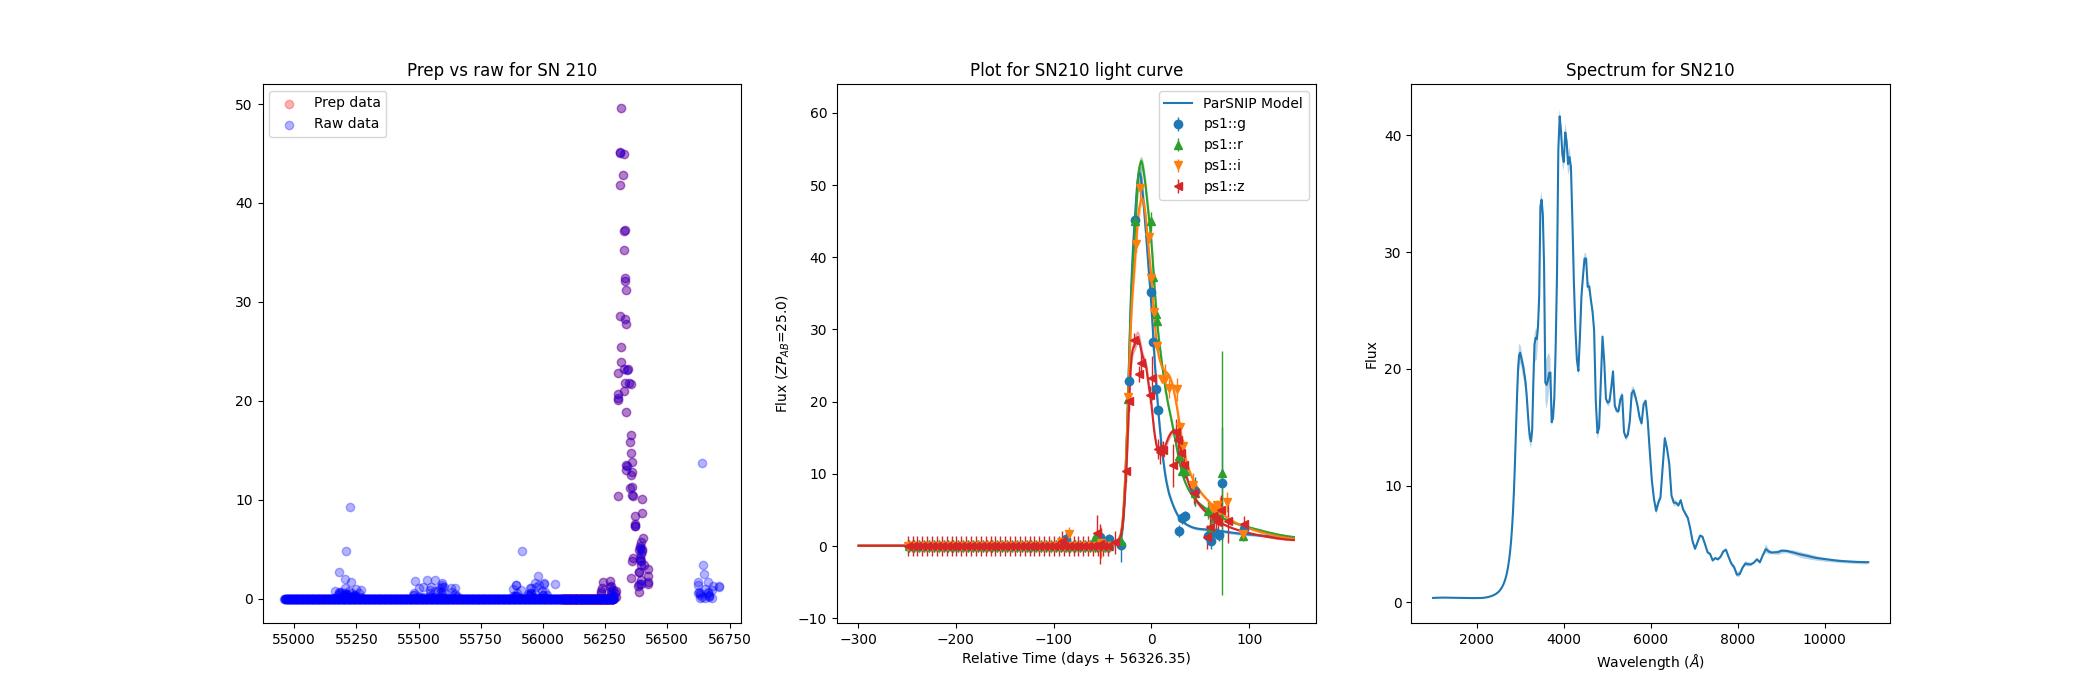 Prep vs raw for SN 210
Prep data
Raw data
50
40
30
20
10
0
55000
55250
55500
55750
56000
56250
56500
56750
Plot for SN210 light curve
ParSNIP Model
ps1::g
ps1::r
ps1::i
ps1::z
Flux (ZP_AB=25.0)
60
50
40
30
20
10
0
−10
−300
−200
−100
0
100
Relative Time (days + 56326.35)
Spectrum for SN210
Flux
40
30
20
10
0
2000
4000
6000
8000
10000
Wavelength (Å)